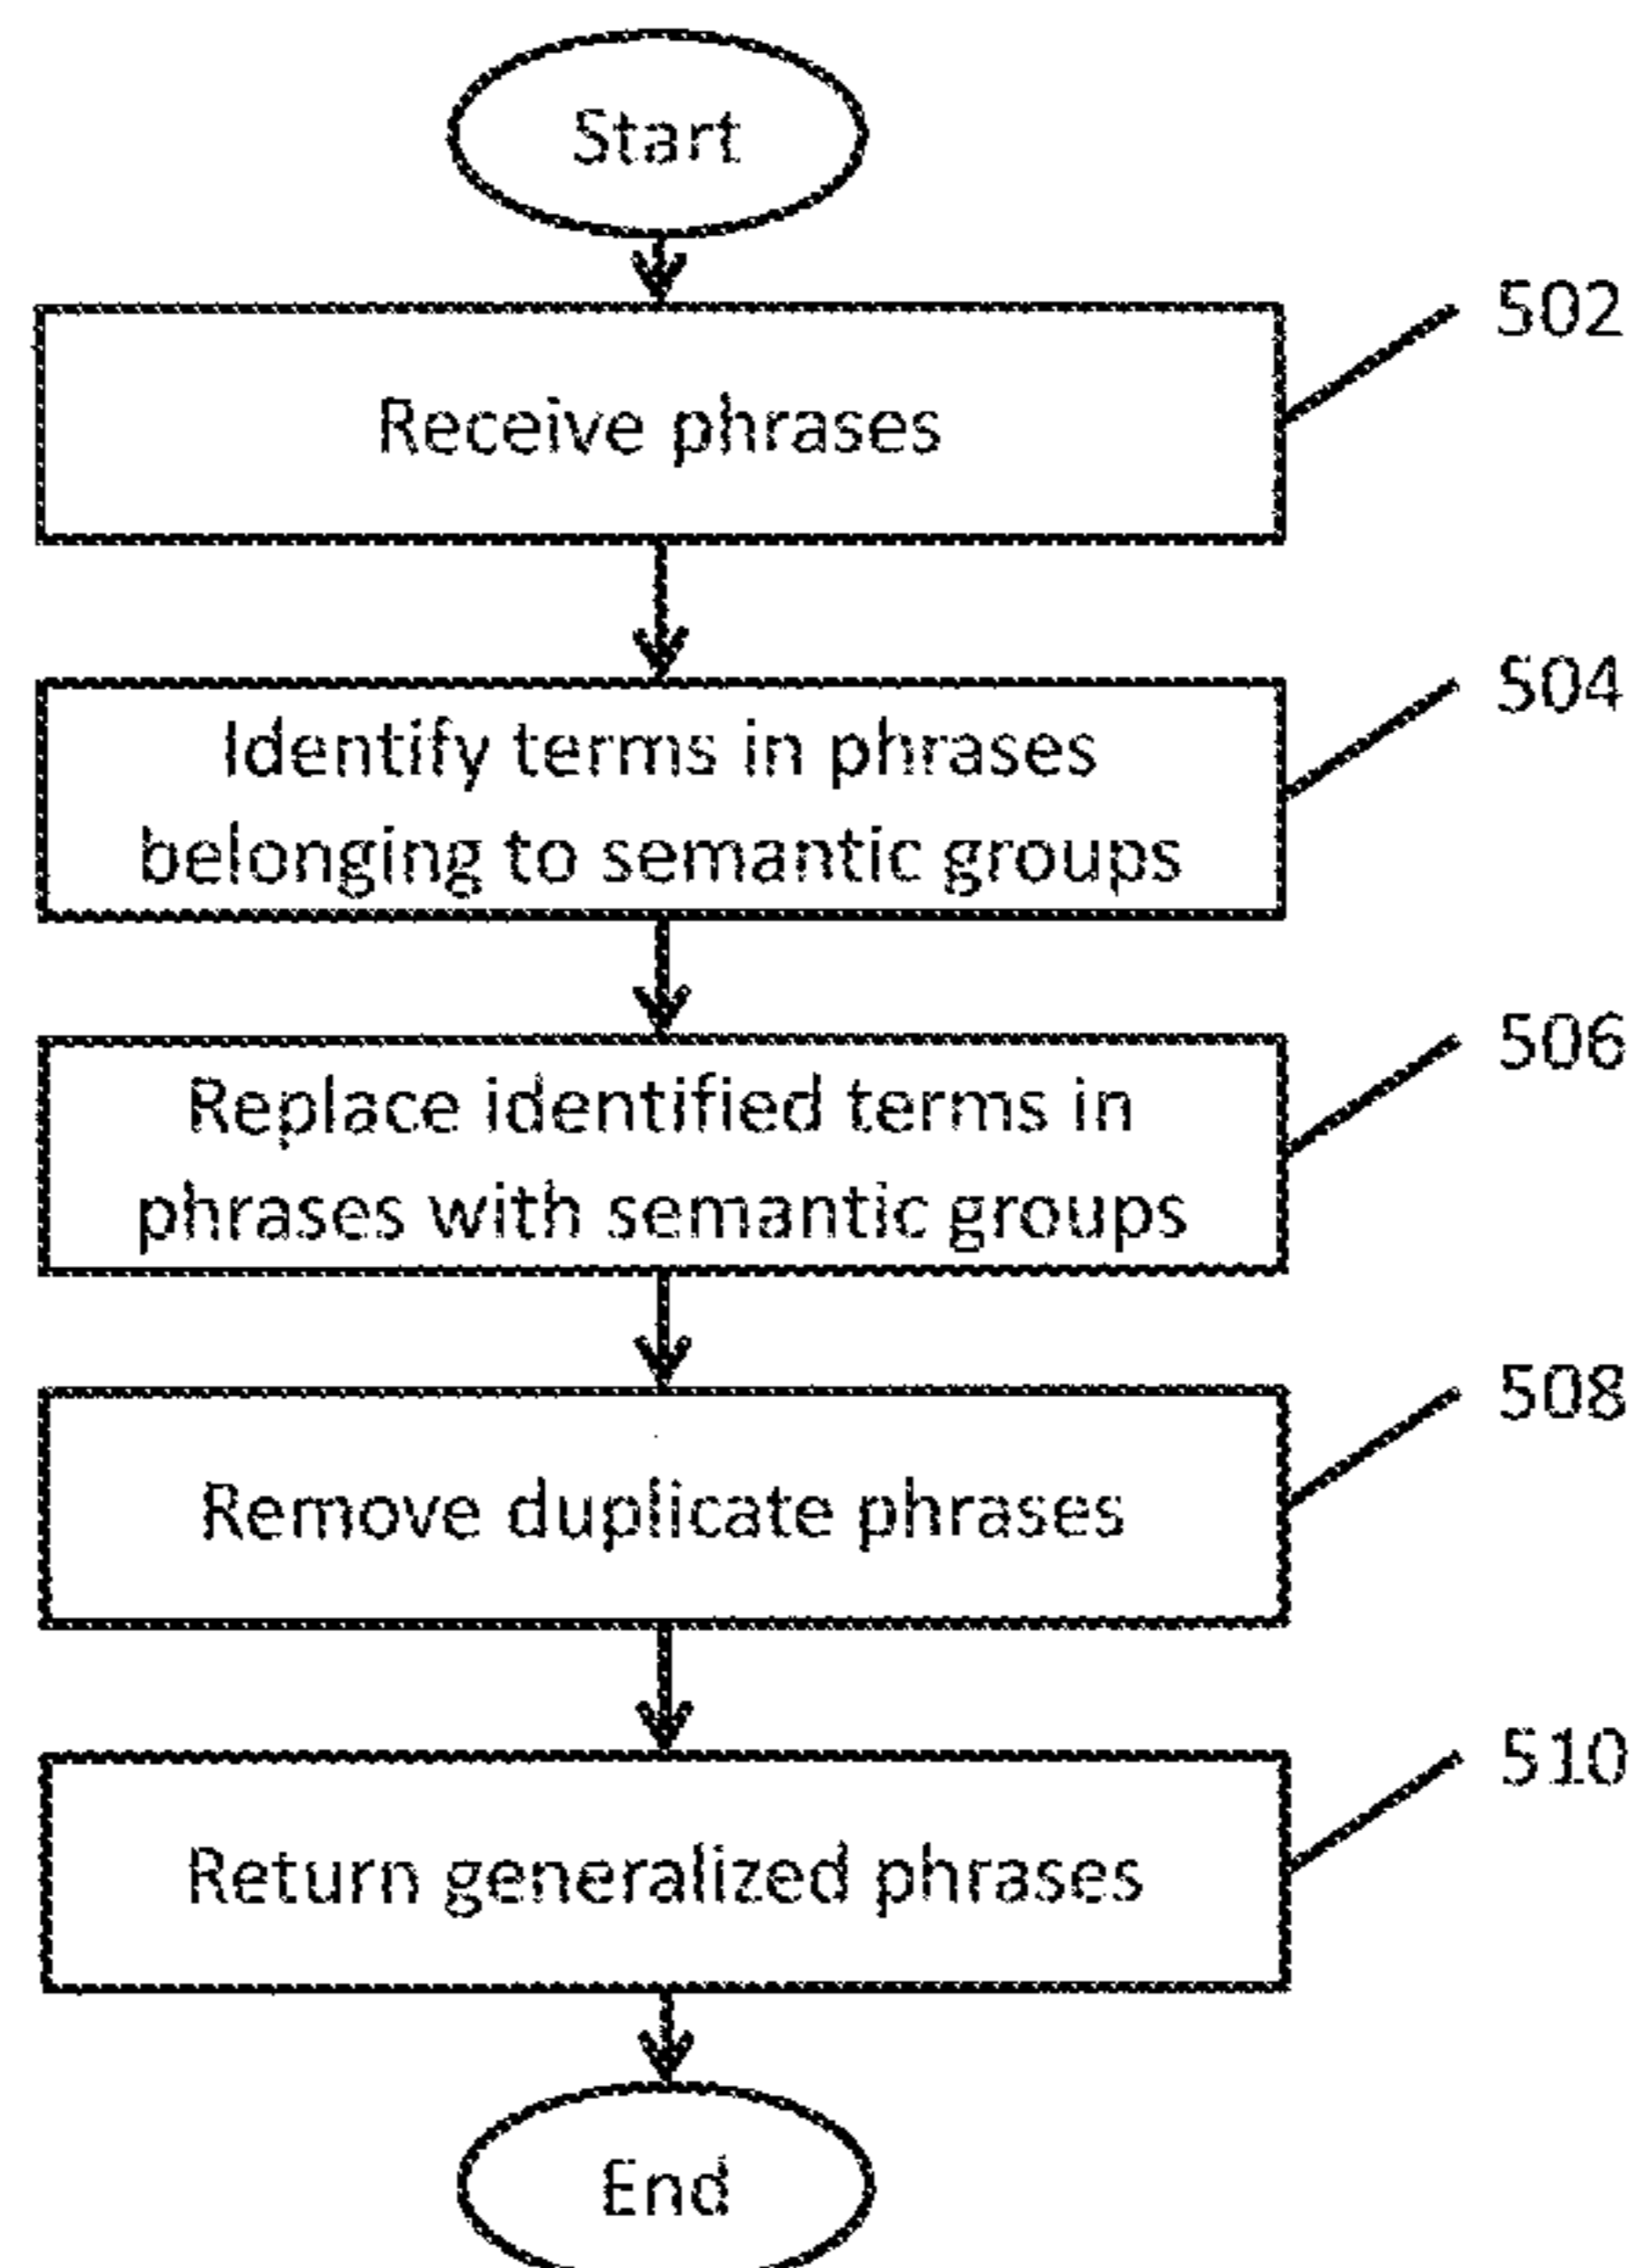 Start
502
Receive phrases
504
Identify terms in phrases
belonging to semantic groups
506
Replace identified terms in
phrases with semantic groups
508
Remove duplicate phrases
510
Return generalized phrases
End